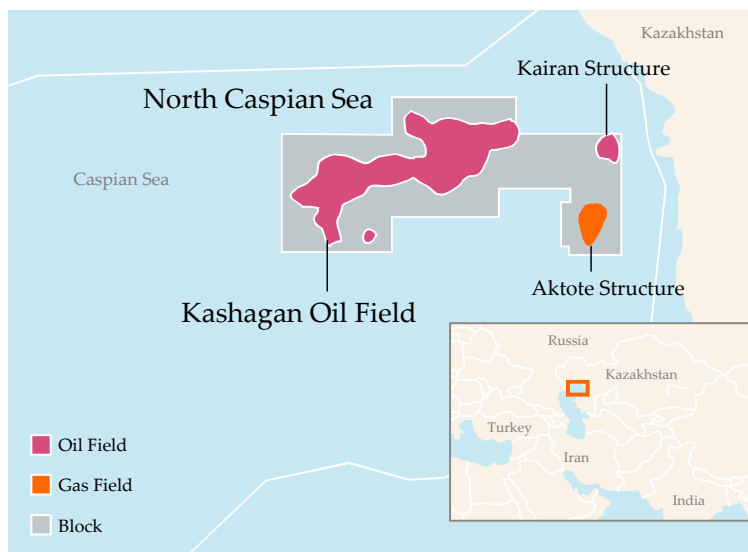 Kazakhstan
Kairan Structure
North Caspian Sea
Caspian Sea
Aktote Structure
Kashagan Oil Field
Russia
Kazakhstan
Turkey
Iran
India
Oil Field
Gas Field
Block